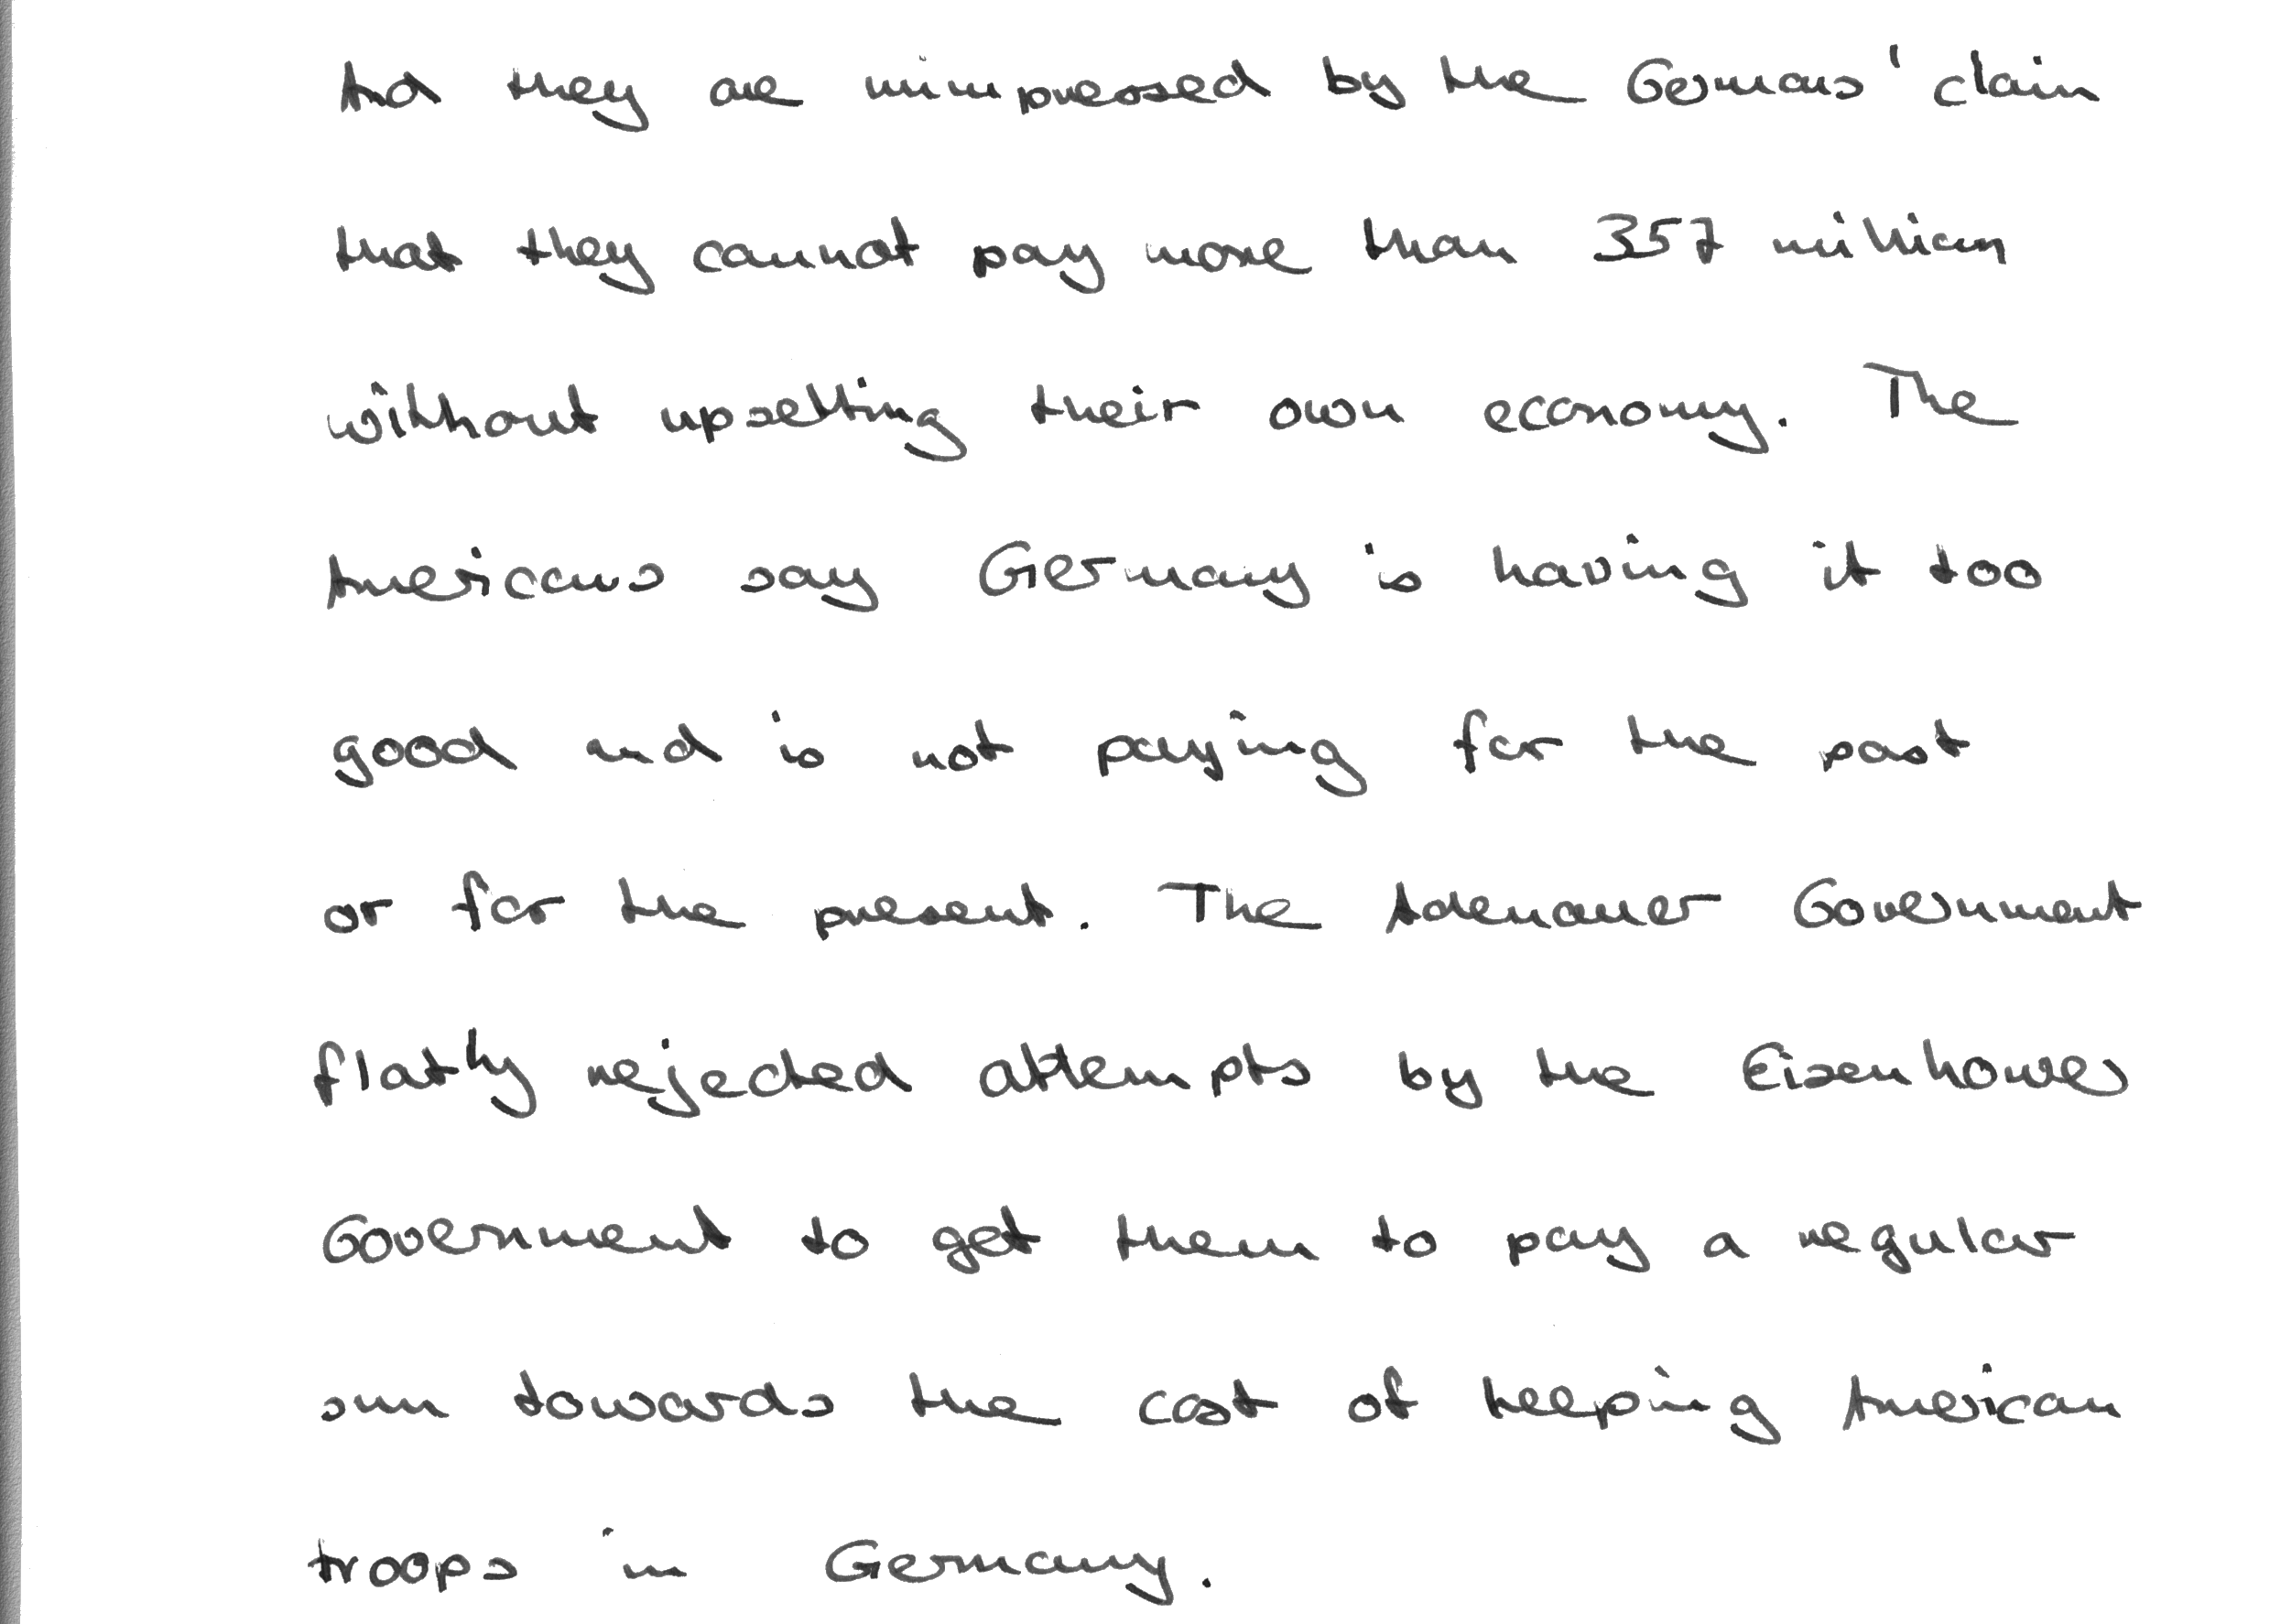 And they are unimpressed by the Germans' claim
that they cannot pay more than 357 million
without upsetting their own economy. The
Americans say Germany is having it too
good and is not paying for the past
or for the present. The Adenauer Government
flatly rejected attempts by the Eisenhower
Government to get them to pay a regular
sum towards the cost of keeping American
troops in Germany.